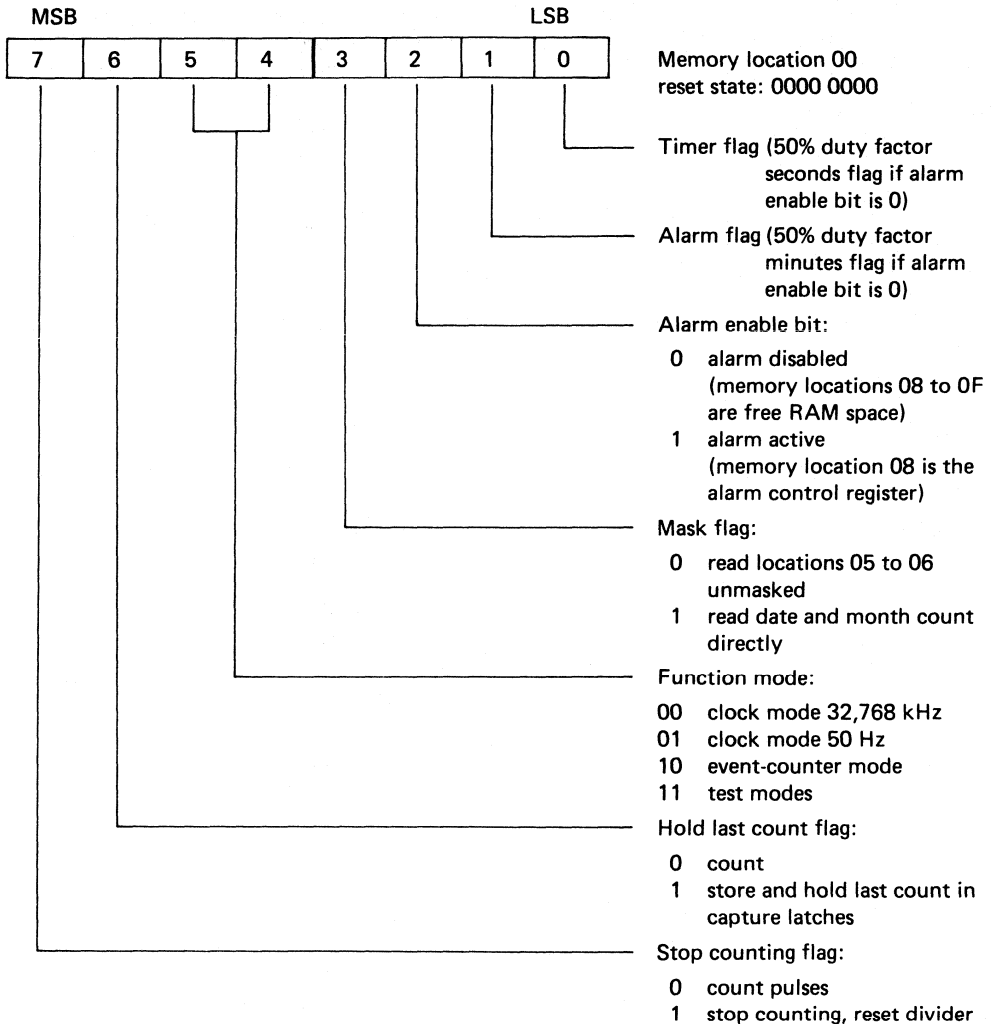 MSB LSB
7 6 5 4 3 2 1 0
Memory location 00
reset state: 0000 0000
Timer flag (50% duty factor
seconds flag if alarm
enable bit is 0)
Alarm flag (50% duty factor
minutes flag if alarm
enable bit is 0)
Alarm enable bit:
0 alarm disabled
(memory locations 08 to 0F
are free RAM space)
1 alarm active
(memory location 08 is the
alarm control register)
Mask flag:
0 read locations 05 to 06
unmasked
1 read date and month count
directly
Function mode:
00 clock mode 32,768 kHz
01 clock mode 50 Hz
10 event-counter mode
11 test modes
Hold last count flag:
0 count
1 store and hold last count in
capture latches
Stop counting flag:
0 count pulses
1 stop counting, reset divider